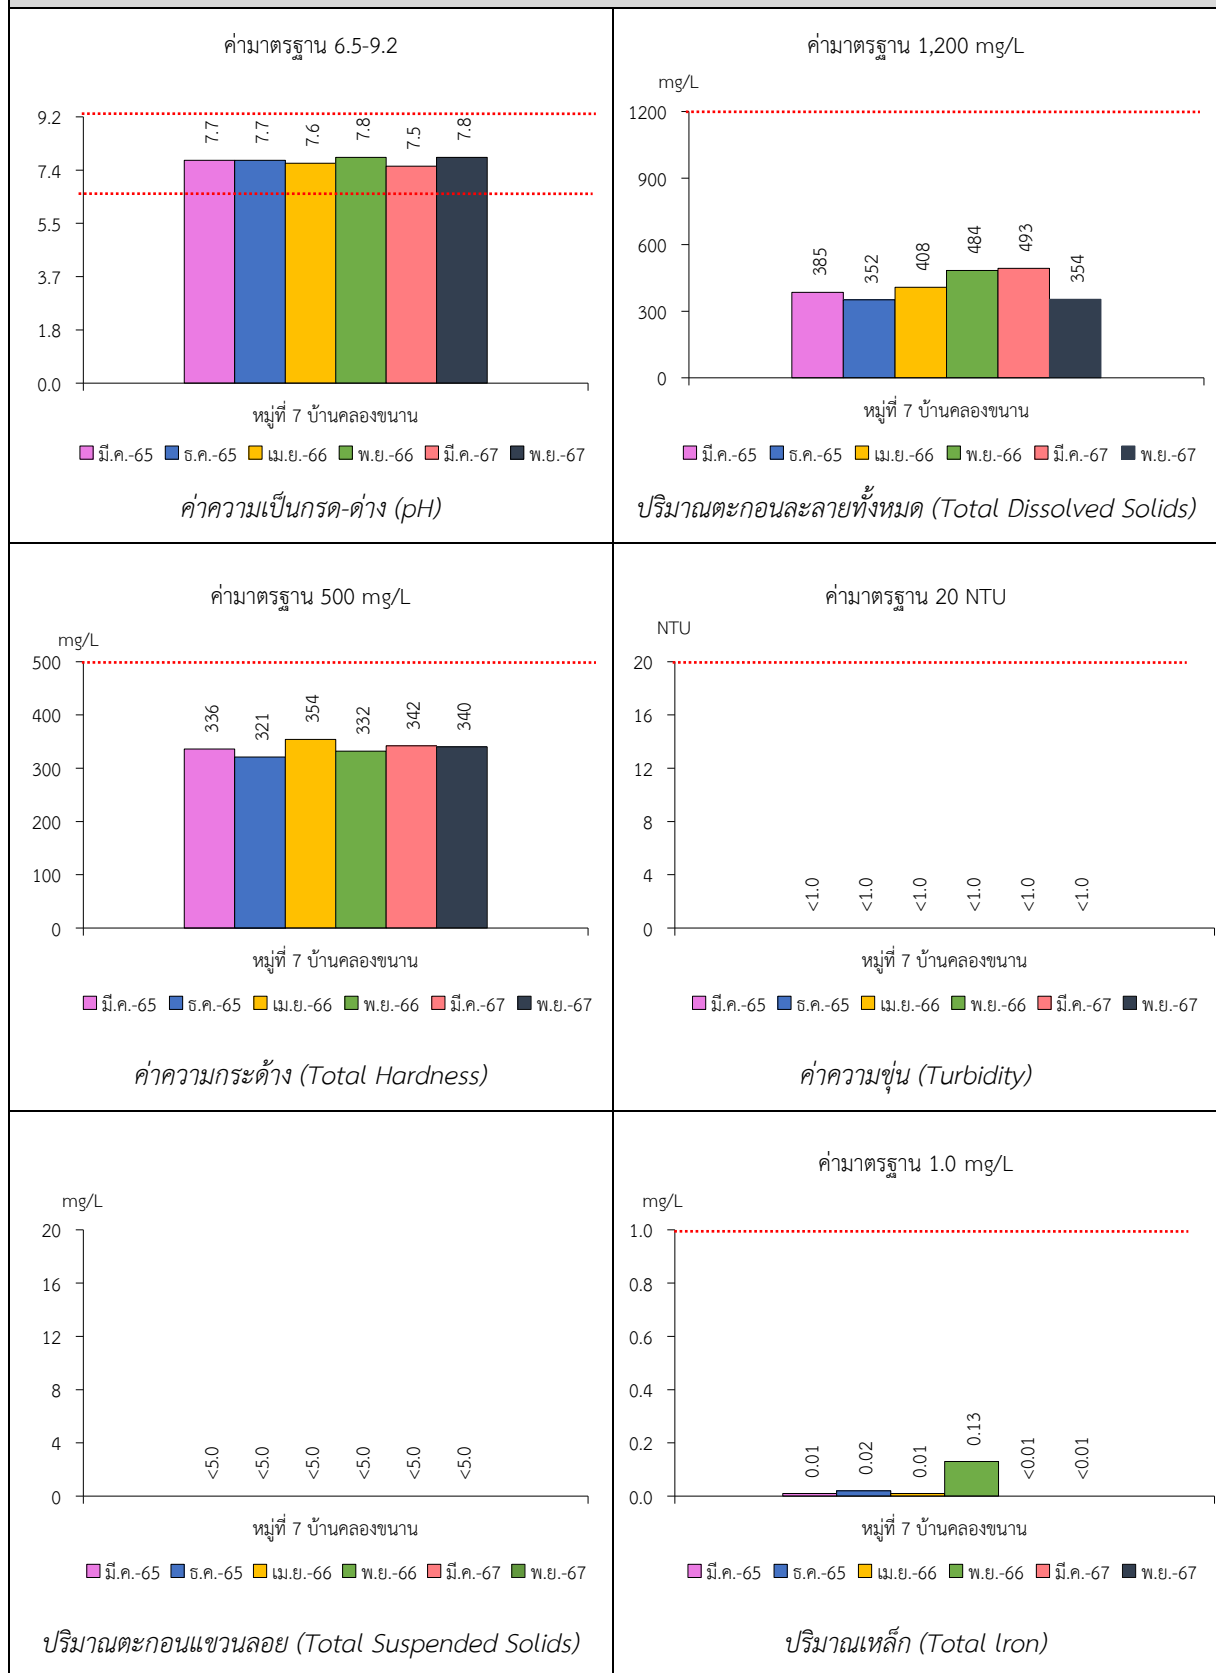 ค่ามาตรฐาน 6.5-9.2
9.2
7.4
5.5
3.7
1.8
0.0
7.7
7.7
7.6
7.8
7.5
7.8
หมู่ที่ 7 บ้านคลองขนาน
มี.ค.-65 ธ.ค.-65 เม.ย.-66 พ.ย.-66 มี.ค.-67 พ.ย.-67
ค่าความเป็นกรด-ด่าง (pH)
ค่ามาตรฐาน 1,200 mg/L
mg/L
1200
900
600
300
0
385
352
408
484
493
354
หมู่ที่ 7 บ้านคลองขนาน
มี.ค.-65 ธ.ค.-65 เม.ย.-66 พ.ย.-66 มี.ค.-67 พ.ย.-67
ปริมาณตะกอนละลายทั้งหมด (Total Dissolved Solids)
ค่ามาตรฐาน 500 mg/L
mg/L
500
400
300
200
100
0
336
321
354
332
342
340
หมู่ที่ 7 บ้านคลองขนาน
มี.ค.-65 ธ.ค.-65 เม.ย.-66 พ.ย.-66 มี.ค.-67 พ.ย.-67
ค่าความกระด้าง (Total Hardness)
ค่ามาตรฐาน 20 NTU
NTU
20
16
12
8
4
0
<1.0
<1.0
<1.0
<1.0
<1.0
<1.0
หมู่ที่ 7 บ้านคลองขนาน
มี.ค.-65 ธ.ค.-65 เม.ย.-66 พ.ย.-66 มี.ค.-67 พ.ย.-67
ค่าความขุ่น (Turbidity)
mg/L
20
16
12
8
4
0
<5.0
<5.0
<5.0
<5.0
<5.0
<5.0
หมู่ที่ 7 บ้านคลองขนาน
มี.ค.-65 ธ.ค.-65 เม.ย.-66 พ.ย.-66 มี.ค.-67 พ.ย.-67
ปริมาณตะกอนแขวนลอย (Total Suspended Solids)
ค่ามาตรฐาน 1.0 mg/L
mg/L
1.0
0.8
0.6
0.4
0.2
0.0
0.01
0.02
0.01
0.13
<0.01
<0.01
หมู่ที่ 7 บ้านคลองขนาน
มี.ค.-65 ธ.ค.-65 เม.ย.-66 พ.ย.-66 มี.ค.-67 พ.ย.-67
ปริมาณเหล็ก (Total lron)